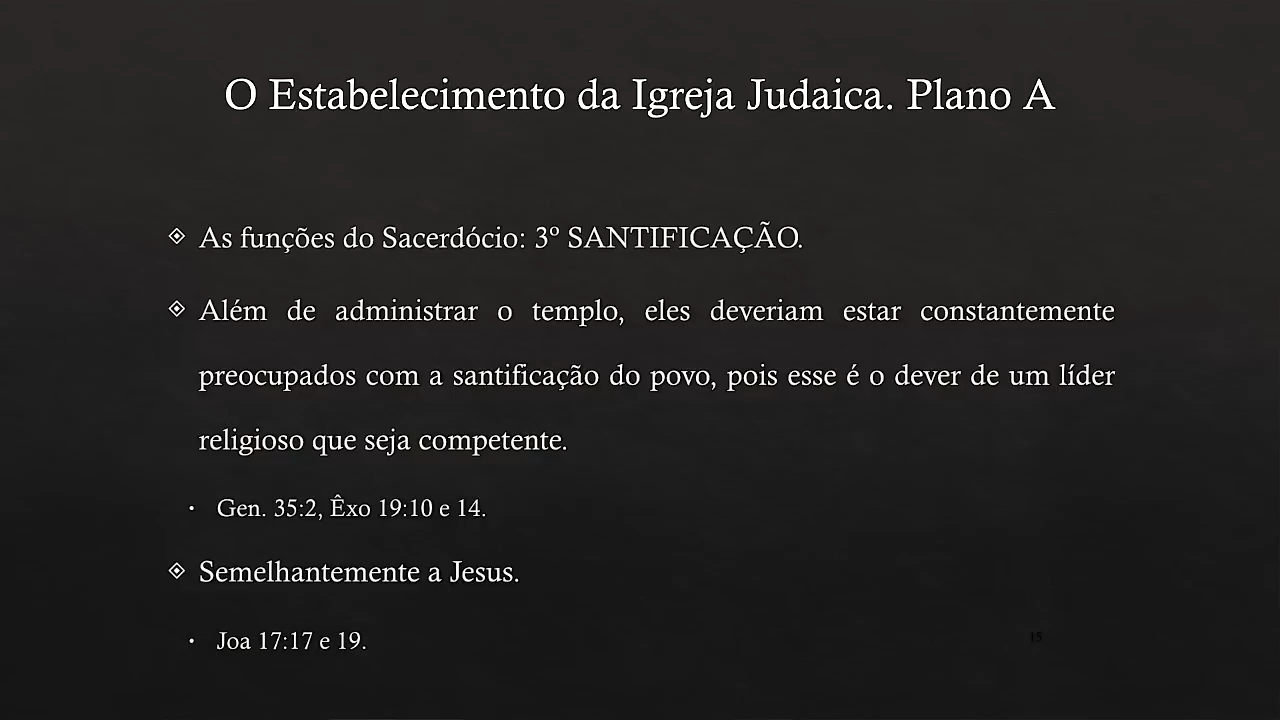 O Estabelecimento da Igreja Judaica. Plano A
As funções do Sacerdócio: 3º SANTIFICAÇÃO.
Além de administrar o templo, eles deveriam estar constantemente
preocupados com a santificação do povo, pois esse é o dever de um líder
religioso que seja competente.
Gen. 35:2, Êxo 19:10 e 14.
Semelhantemente a Jesus.
Joa 17:17 e 19.
15